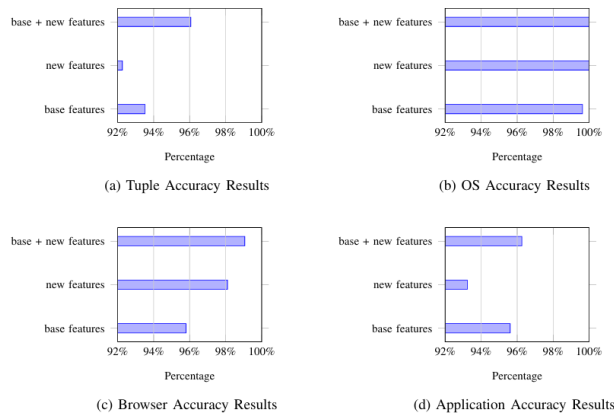 base + new features
new features
base features
92% 94% 96% 98% 100%
Percentage
(a) Tuple Accuracy Results
base + new features
new features
base features
92% 94% 96% 98% 100%
Percentage
(b) OS Accuracy Results
base + new features
new features
base features
92% 94% 96% 98% 100%
Percentage
(c) Browser Accuracy Results
base + new features
new features
base features
92% 94% 96% 98% 100%
Percentage
(d) Application Accuracy Results